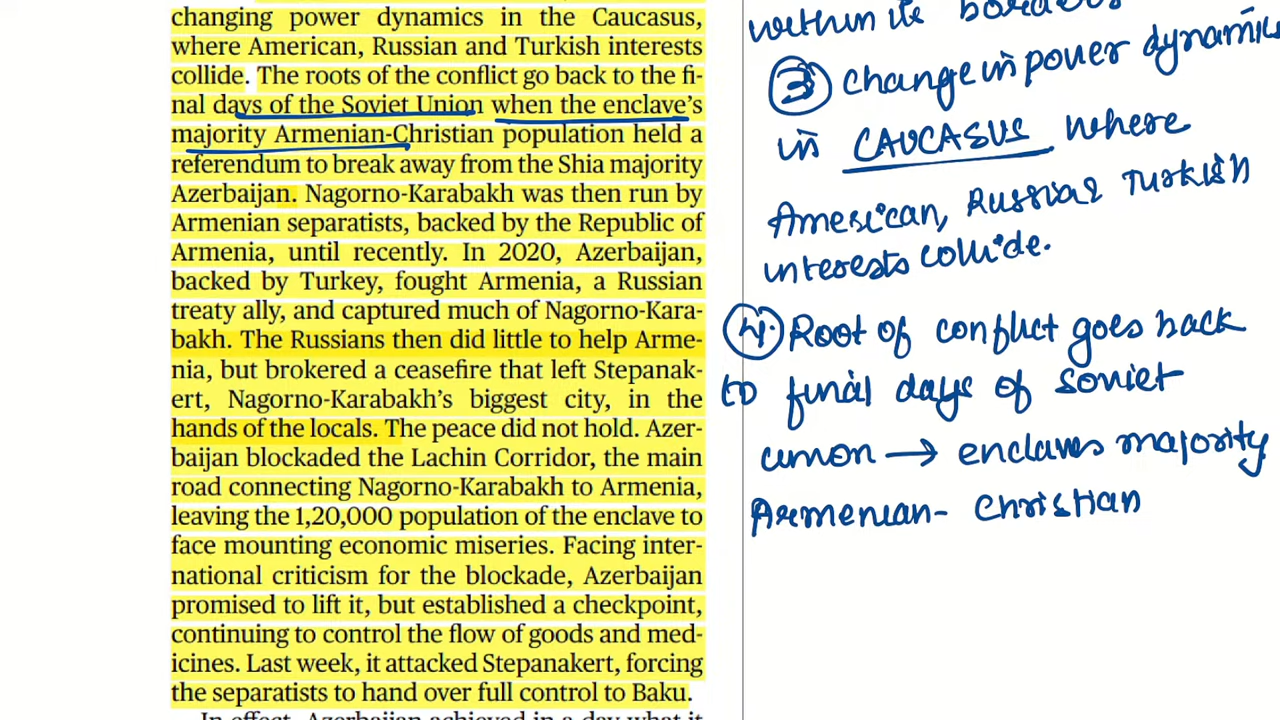 changing power dynamics in the Caucasus,
where American, Russian and Turkish interests
collide. The roots of the conflict go back to the fi-
nal days of the Soviet Union when the enclave's
majority Armenian-Christian population held a
referendum to break away from the Shia majority
Azerbaijan. Nagorno-Karabakh was then run by
Armenian separatists, backed by the Republic of
Armenia, until recently. In 2020, Azerbaijan,
backed by Turkey, fought Armenia, a Russian
treaty ally, and captured much of Nagorno-Kara-
bakh. The Russians then did little to help Arme-
nia, but brokered a ceasefire that left Stepanak-
ert, Nagorno-Karabakh's biggest city, in the
hands of the locals. The peace did not hold. Azer-
baijan blockaded the Lachin Corridor, the main
road connecting Nagorno-Karabakh to Armenia,
leaving the 1,20,000 population of the enclave to
face mounting economic miseries. Facing inter-
national criticism for the blockade, Azerbaijan
promised to lift it, but established a checkpoint,
continuing to control the flow of goods and med-
icines. Last week, it attacked Stepanakert, forcing
the separatists to hand over full control to Baku.
In effect, Azerbaijan achieved in a day what it
within its
3 Change in power dynamics
in CAUCASUS where
American, Russian Turkish
interests collide.
4. Root of conflict goes back
to final days of soviet
union → enclaves majority
Armenian- Christian